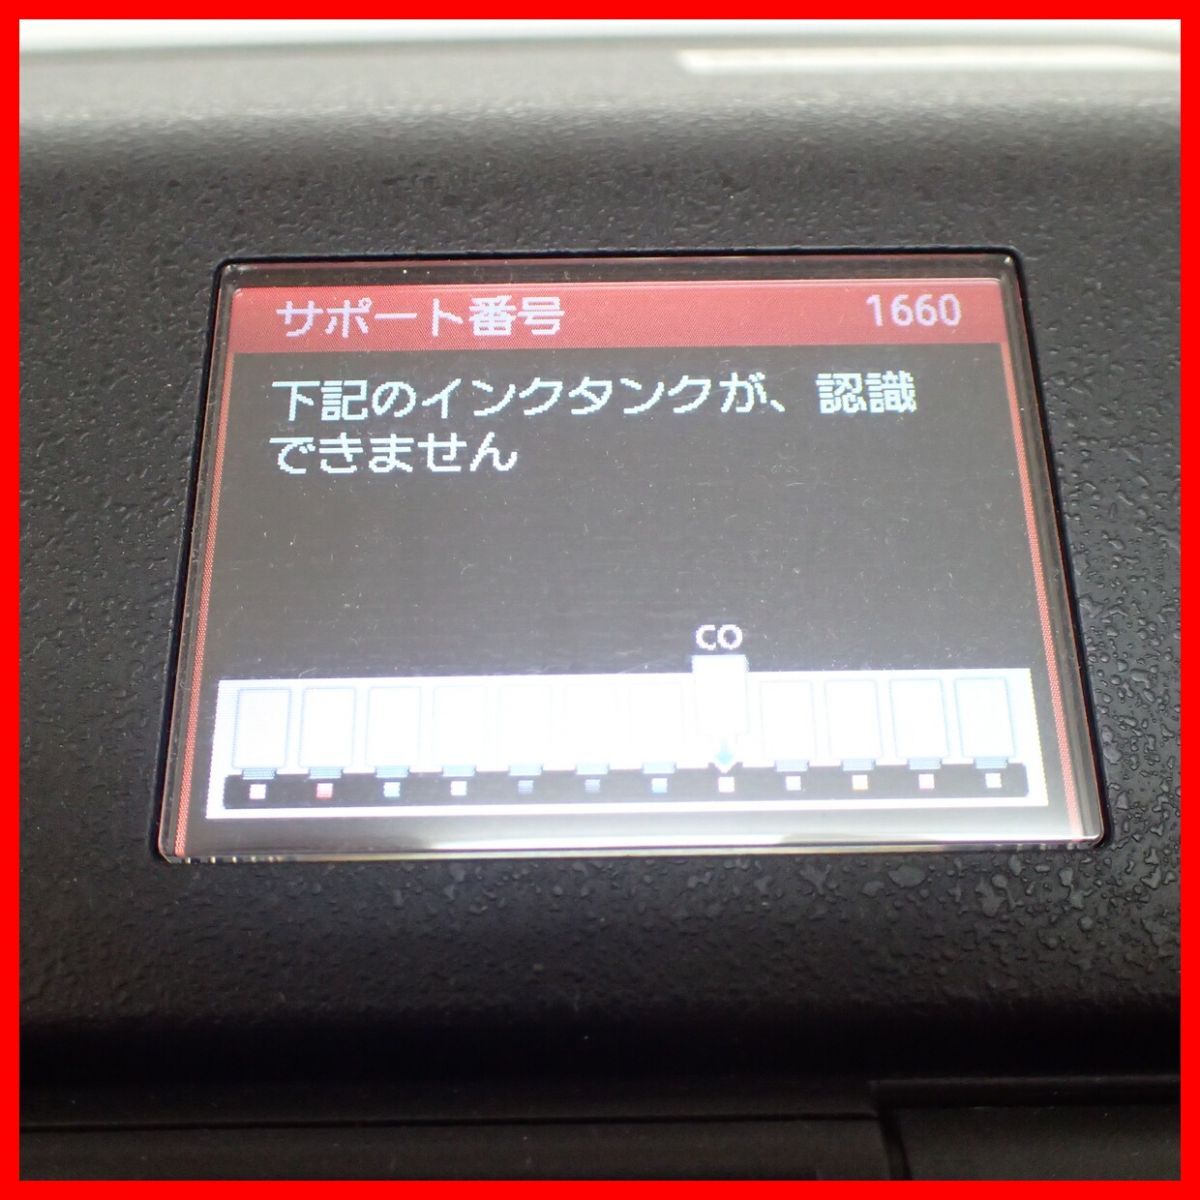 サポート番号 1660
下記のインクタンクが、認識
できません
CO